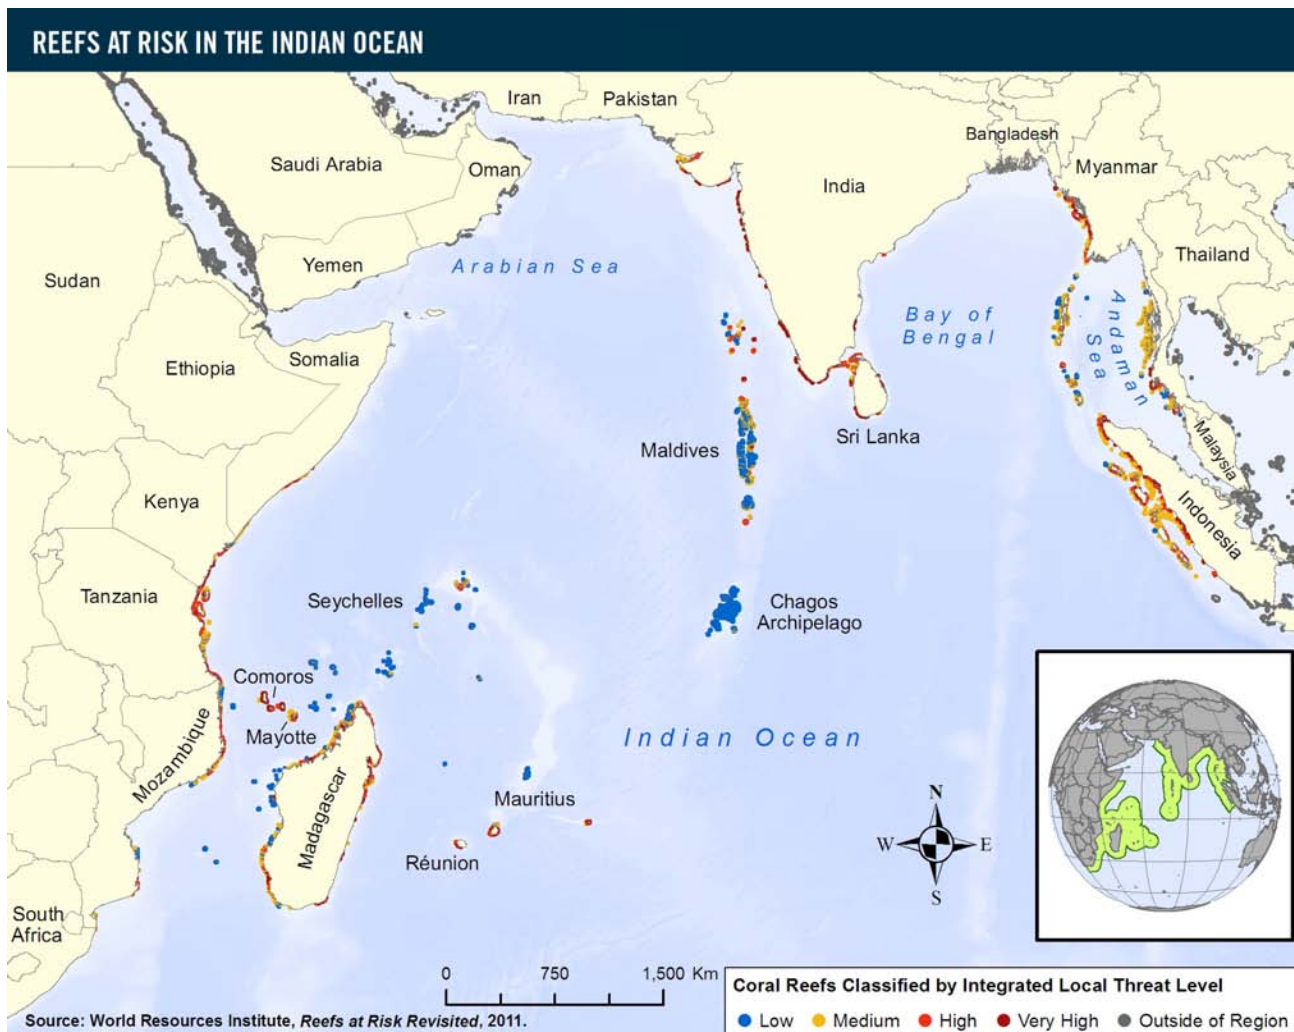 REEFS AT RISK IN THE INDIAN OCEAN
Iran
Pakistan
Bangladesh
Saudi Arabia
Oman
India
Myanmar
Yemen
Arabian Sea
Thailand
Sudan
Bay of
Bengal
Andaman
Sea
Ethiopia
Somalia
Maldives
Sri Lanka
Malaysia
Kenya
Indonesia
Tanzania
Seychelles
Chagos
Archipelago
Comoros
Mayotte
Mozambique
Indian Ocean
Madagascar
Mauritius
Réunion
N
W
E
S
South
Africa
0 750 1,500 Km
Coral Reefs Classified by Integrated Local Threat Level
Low Medium High Very High Outside of Region
Source: World Resources Institute, Reefs at Risk Revisited, 2011.